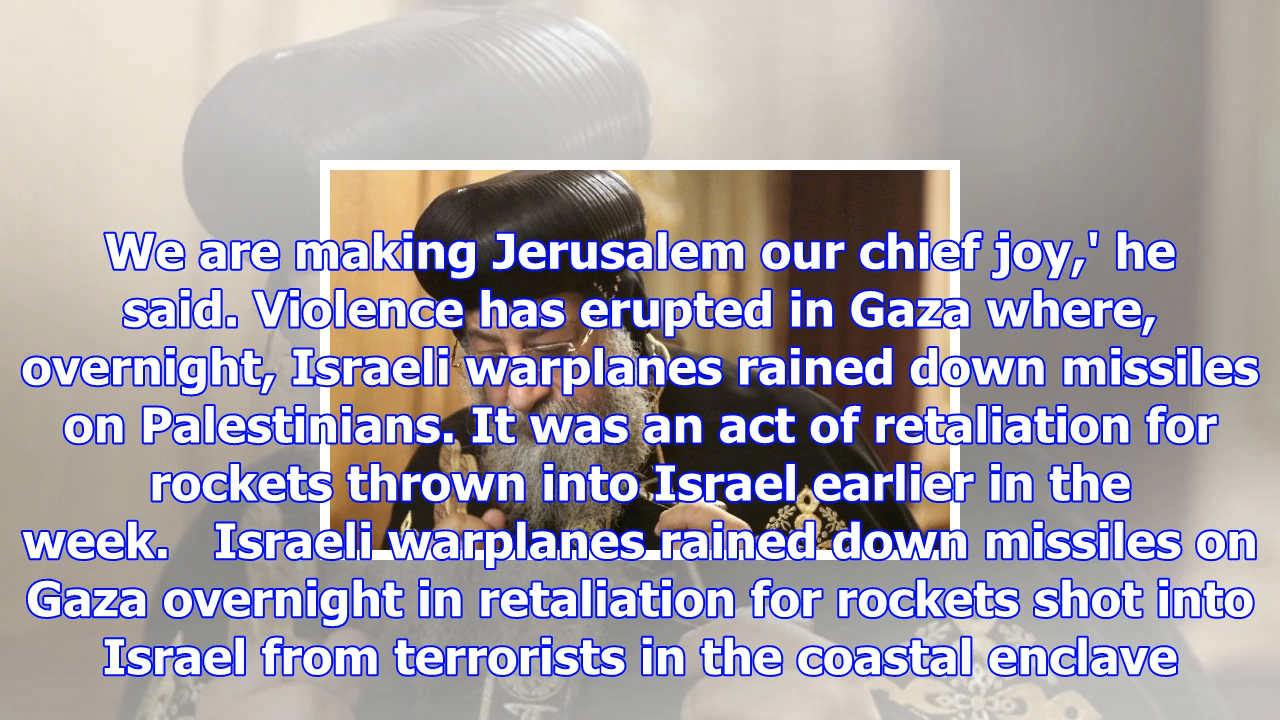 We are making Jerusalem our chief joy,' he
said. Violence has erupted in Gaza where,
overnight, Israeli warplanes rained down missiles
on Palestinians. It was an act of retaliation for
rockets thrown into Israel earlier in the
week.   Israeli warplanes rained down missiles on
Gaza overnight in retaliation for rockets shot into
Israel from terrorists in the coastal enclave